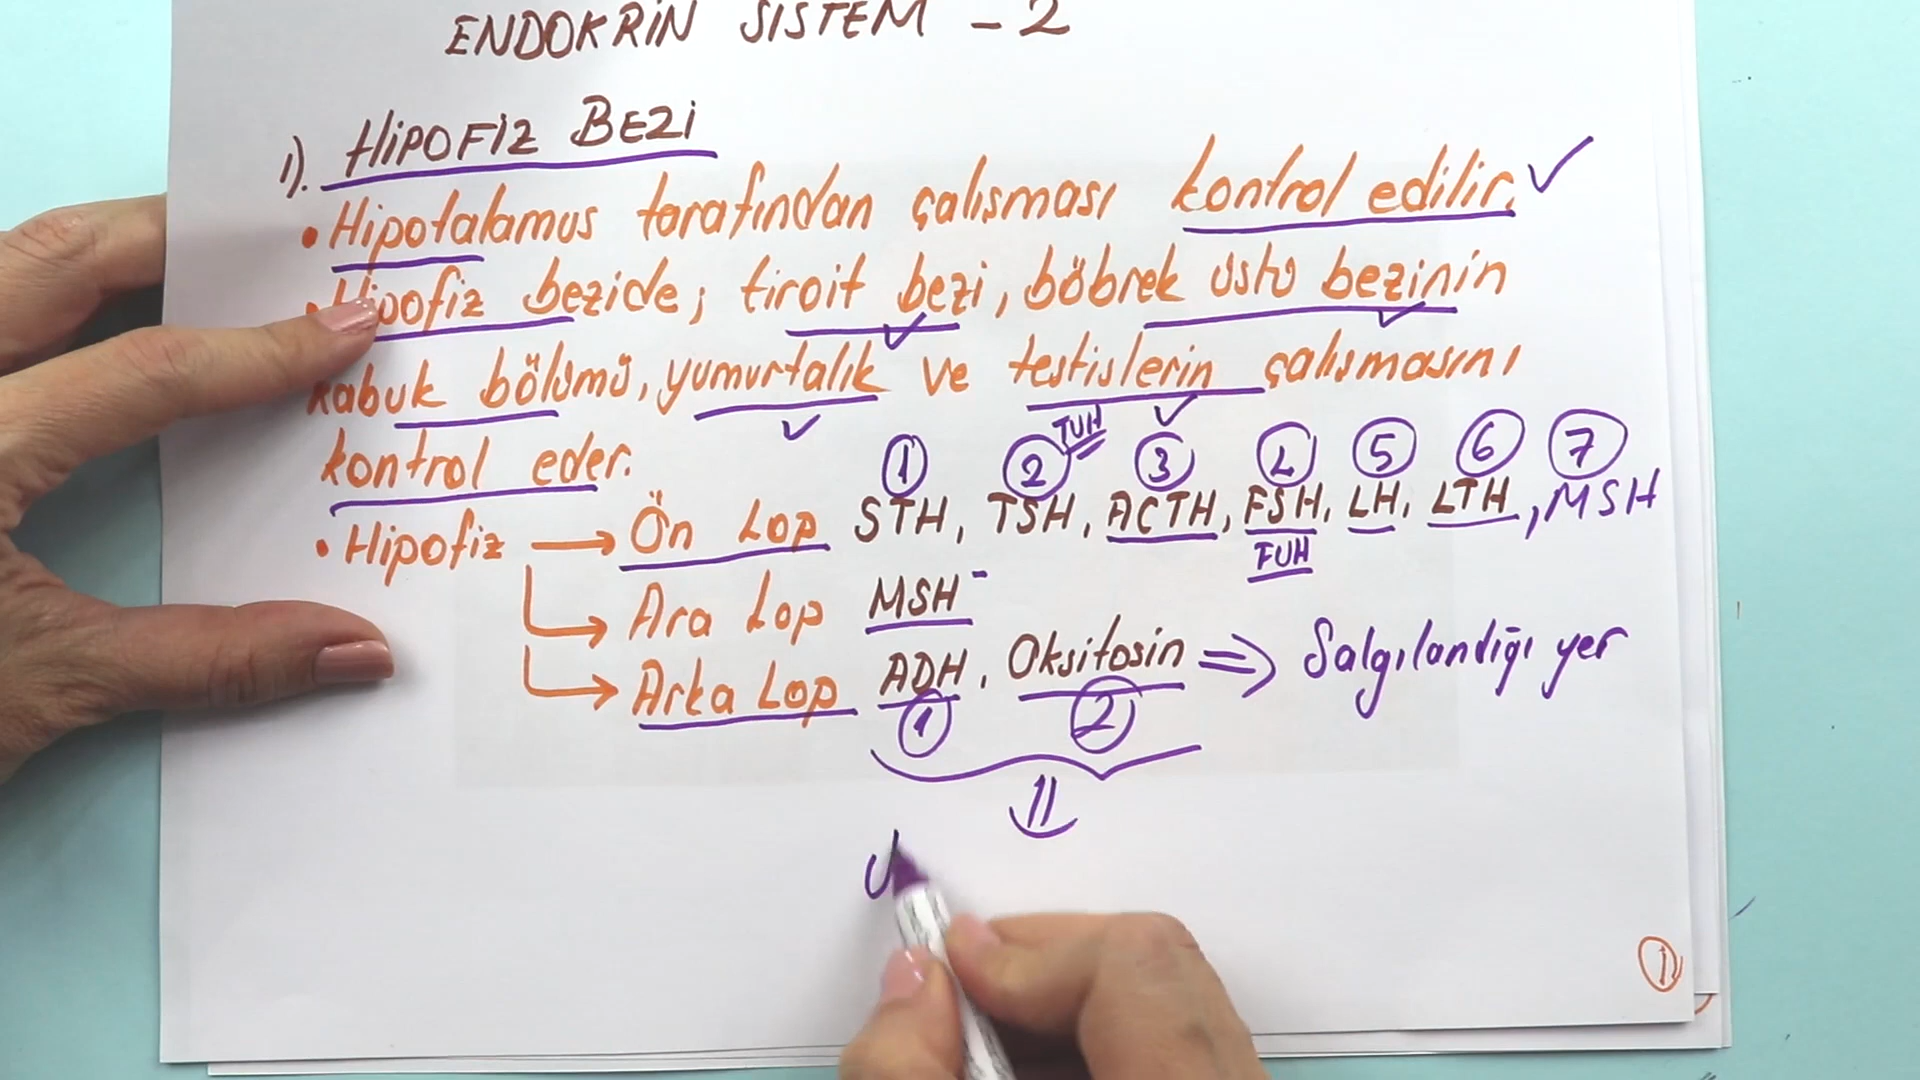 ENDOKRİN SİSTEM - 2
1). HİPOFİZ BEZİ
• Hipotalamus tarafından çalışması kontrol edilir. ✓
• Hipofiz bezide; tiroit bezi, böbrek üstü bezinin
kabuk bölümü, yumurtalık ve testislerin çalışmasını
kontrol eder.
TUH
1 2 3 4 5 6 7
• Hipofiz → Ön Lop STH, TSH, ACTH, FSH, LH, LTH, MSH
FUH
→ Ara Lop MSH -
→ Arka Lop ADH, Oksitosin ⇒ Salgılandığı yer
1 2
1